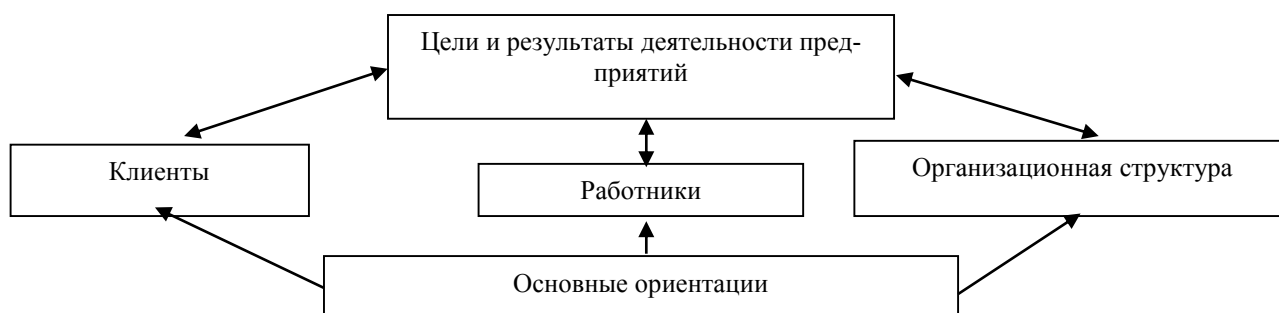 Цели и результаты деятельности пред-
приятий
Клиенты
Работники
Организационная структура
Основные ориентации